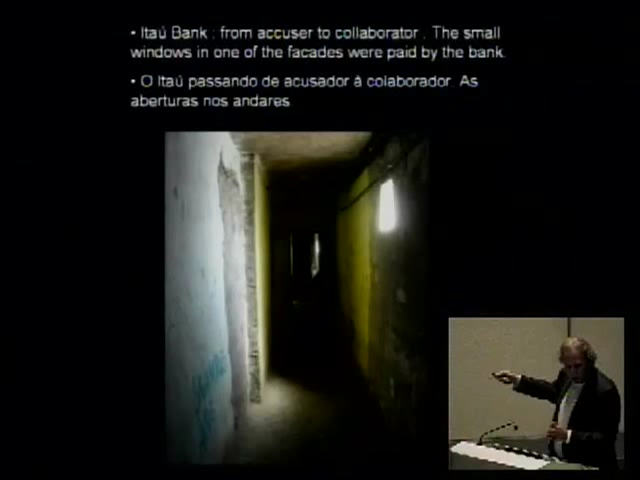 • Itaú Bank : from accuser to collaborator . The small
windows in one of the facades were paid by the bank.
• O Itaú passando de acusador à colaborador. As
aberturas nos andares